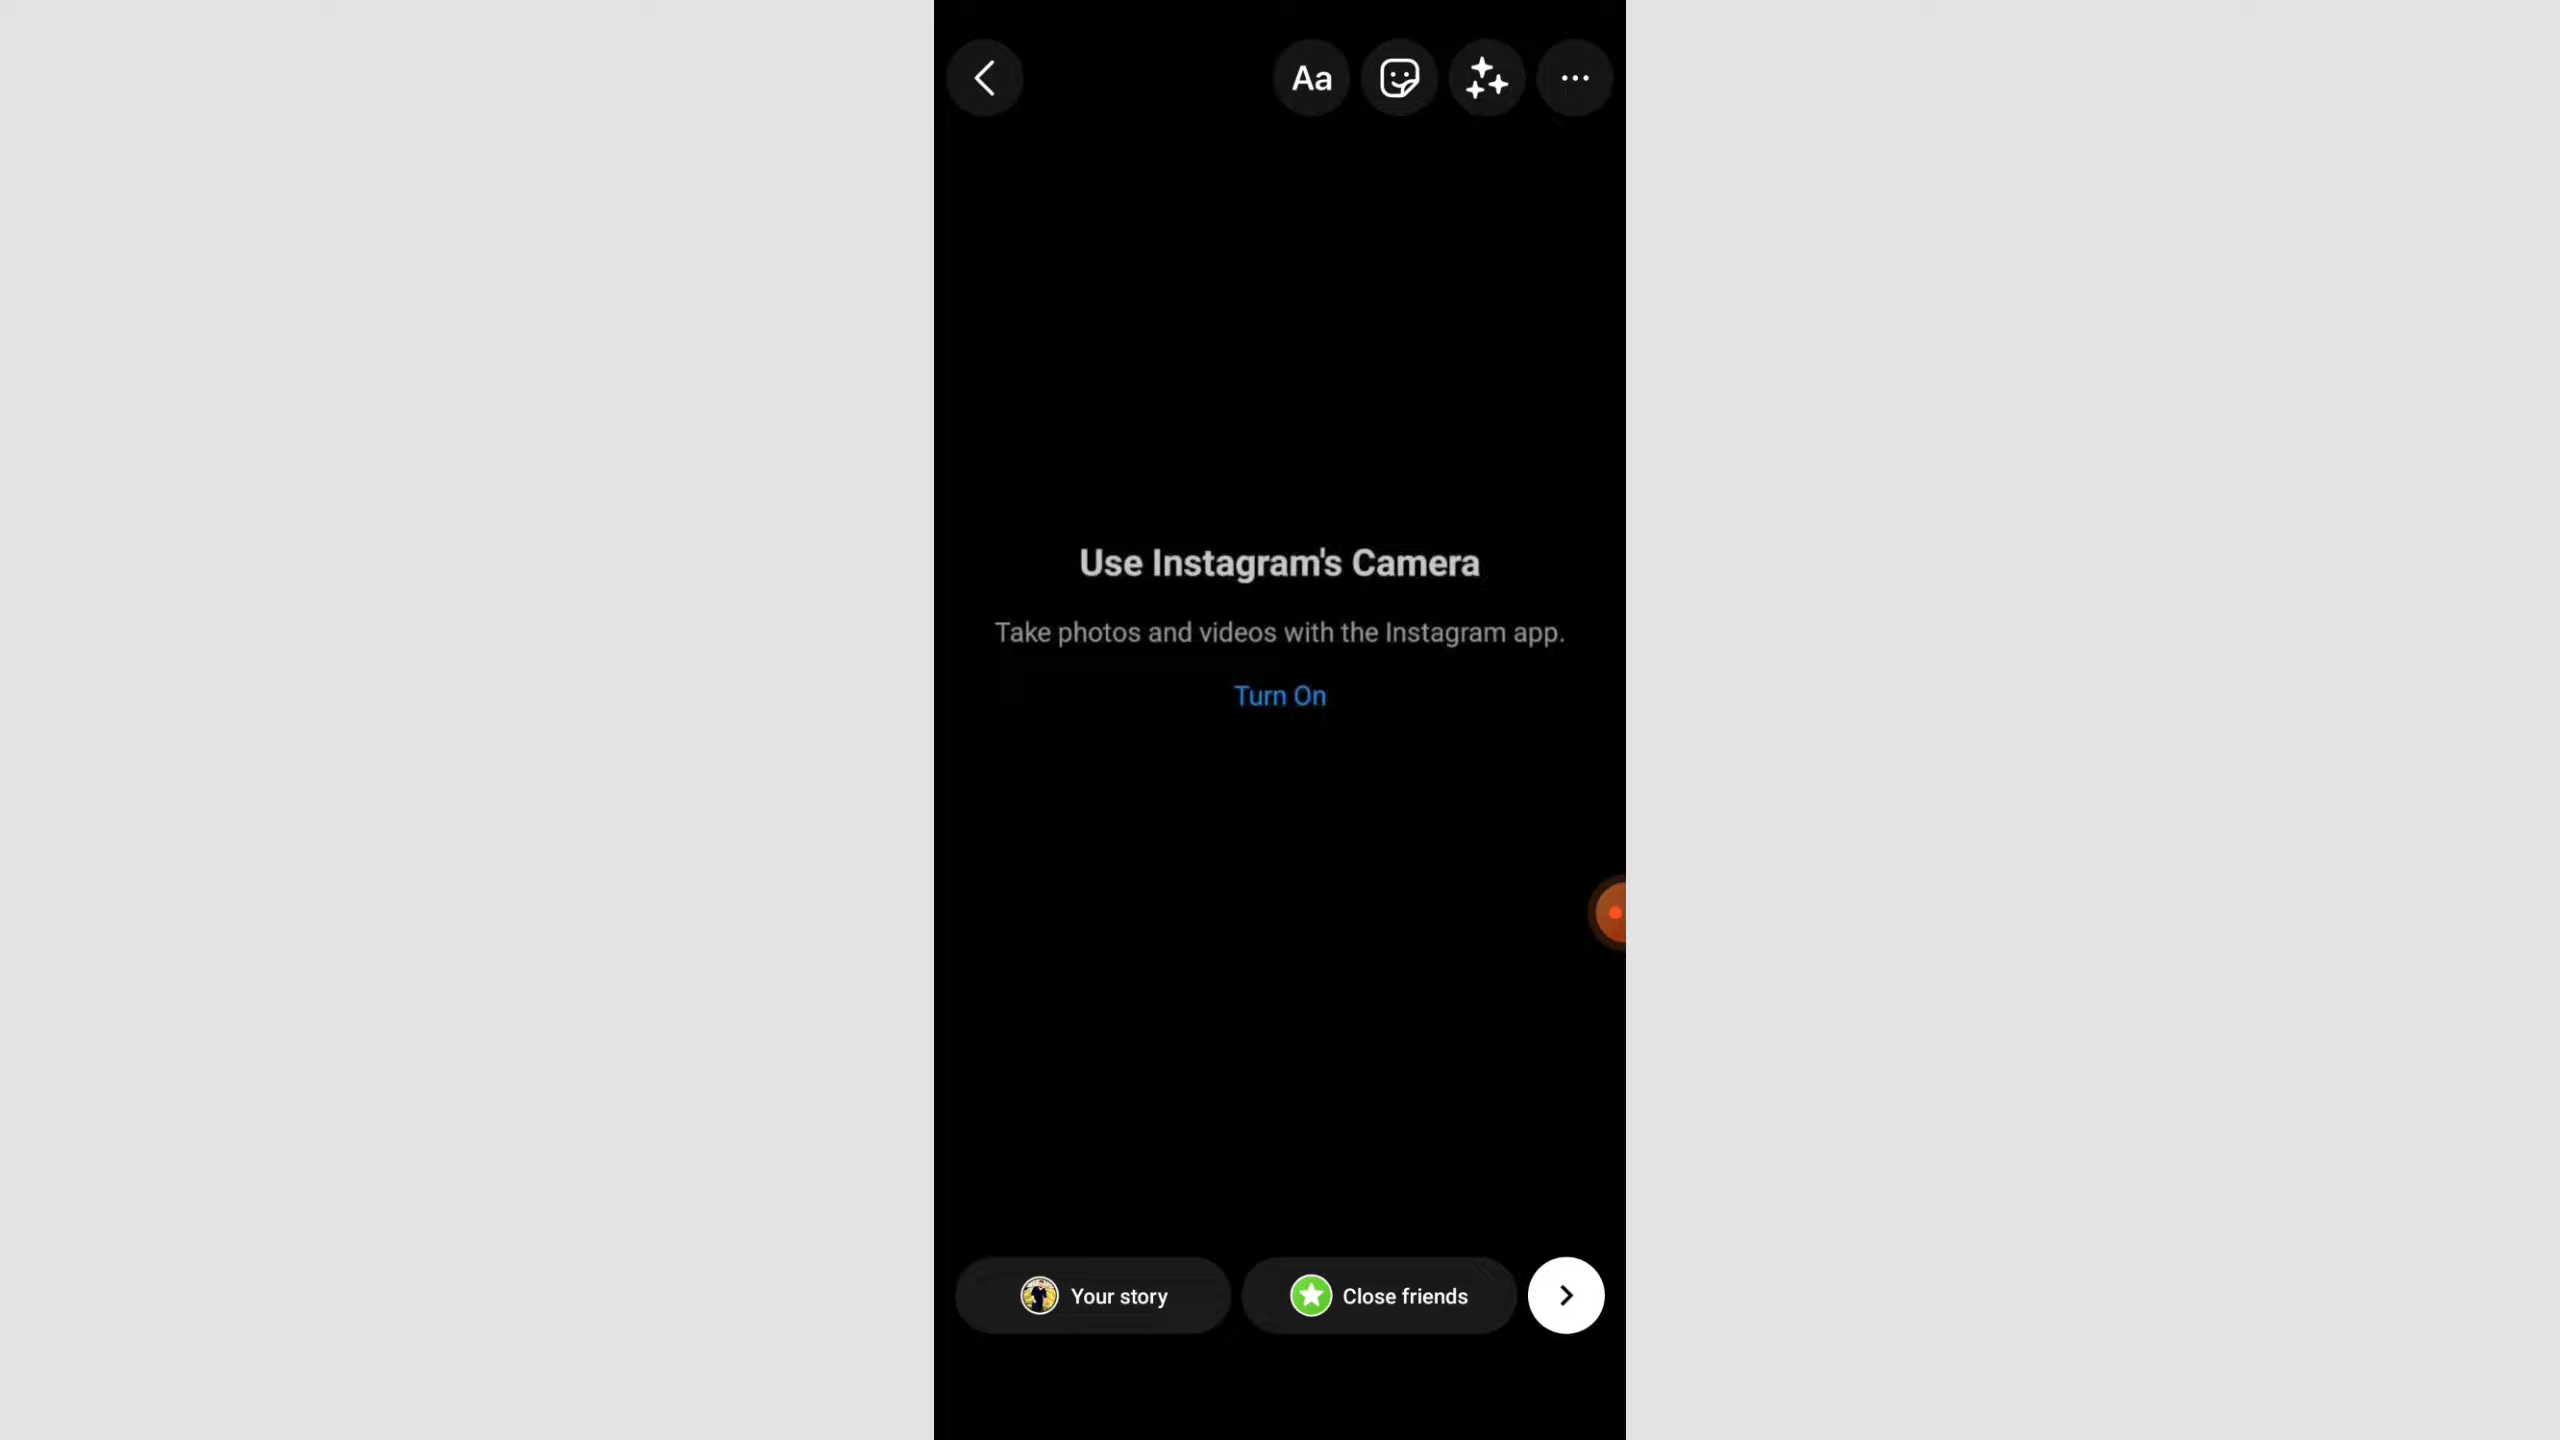 Aa
Use Instagram's Camera
Take photos and videos with the Instagram app.
Turn On
Your story
Close friends